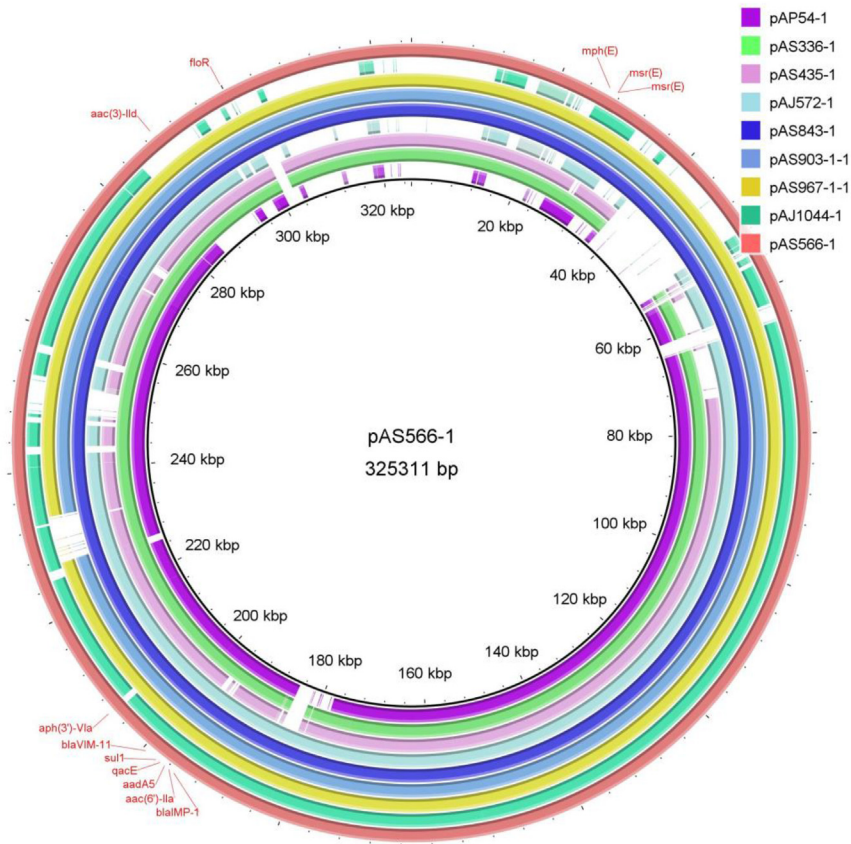 pAP54-1
pAS336-1
pAS435-1
pAJ572-1
pAS843-1
pAS903-1-1
pAS967-1-1
pAJ1044-1
pAS566-1
mph(E)
msr(E)
msr(E)
floR
aac(3)-IId
320 kbp
20 kbp
300 kbp
40 kbp
280 kbp
60 kbp
260 kbp
80 kbp
pAS566-1
325311 bp
240 kbp
100 kbp
220 kbp
120 kbp
200 kbp
140 kbp
180 kbp
160 kbp
aph(3')-VIa
blaVIM-11
sul1
qacE
aadA5
aac(6')-IIa
blaIMP-1